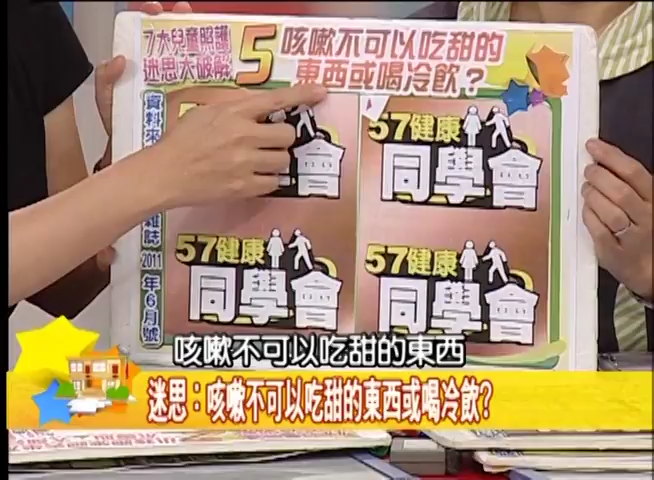 7大兒童照護
迷思大破解
5
咳嗽不可以吃甜的
東西或喝冷飲？
資料來
雜誌
2011
年6月號
57健康
同學會
57健康
同學會
57健康
同學會
咳嗽不可以吃甜的東西
迷思：咳嗽不可以吃甜的東西或喝冷飲?